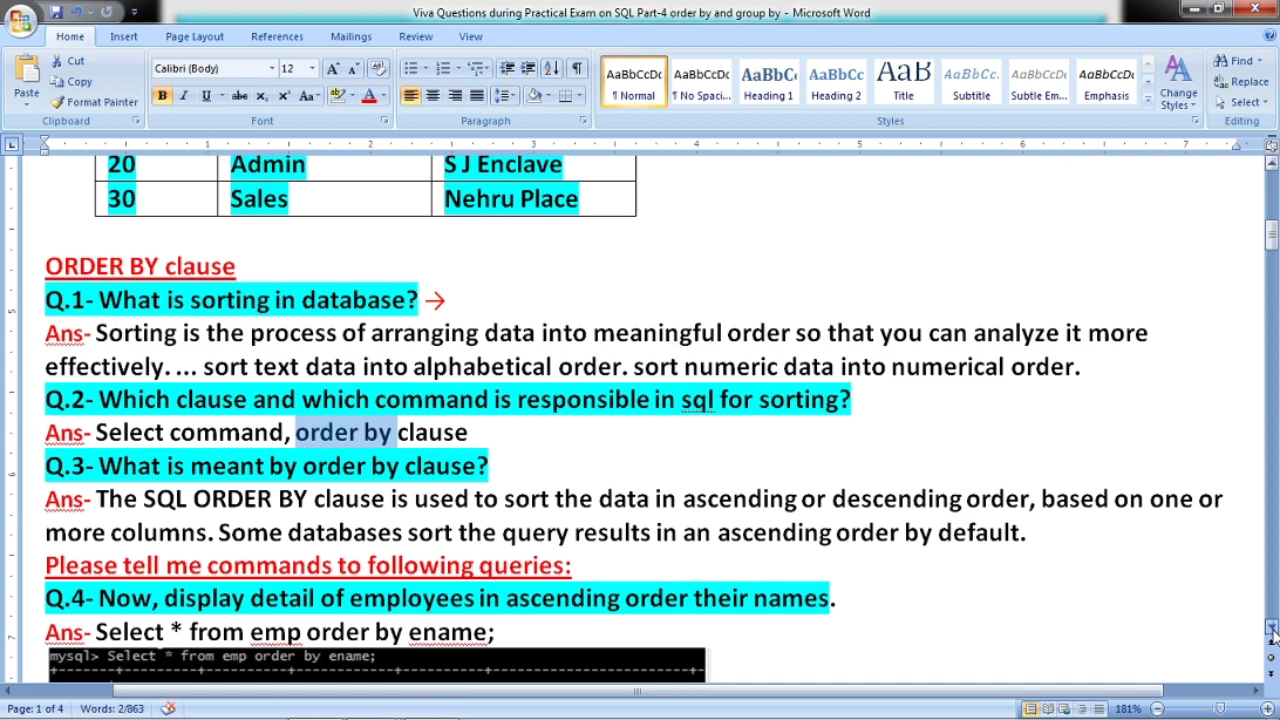 Viva Questions during Practical Exam on SQL Part-4 order by and group by - Microsoft Word
Home Insert Page Layout References Mailings Review View
Paste
Cut
Copy
Format Painter
Clipboard
Calibri (Body) 12
B I U abc X₂ X² Aa
Font
Paragraph
AaBbCcDc ¶ Normal
AaBbCcDc ¶ No Spaci...
AaBbC Heading 1
AaBbCc Heading 2
AaB Title
AaBbCc. Subtitle
AaBbCcDc Subtle Em...
AaBbCcDc Emphasis
Change Styles
Styles
Find
Replace
Select
Editing
1 2 3 4 5 6 7
20 Admin S J Enclave
30 Sales Nehru Place
ORDER BY clause
Q.1- What is sorting in database? →
Ans- Sorting is the process of arranging data into meaningful order so that you can analyze it more
effectively. ... sort text data into alphabetical order. sort numeric data into numerical order.
Q.2- Which clause and which command is responsible in sql for sorting?
Ans- Select command, order by clause
Q.3- What is meant by order by clause?
Ans- The SQL ORDER BY clause is used to sort the data in ascending or descending order, based on one or
more columns. Some databases sort the query results in an ascending order by default.
Please tell me commands to following queries:
Q.4- Now, display detail of employees in ascending order their names.
Ans- Select * from emp order by ename;
mysql> Select * from emp order by ename;
Page: 1 of 4 Words: 2/863 181%